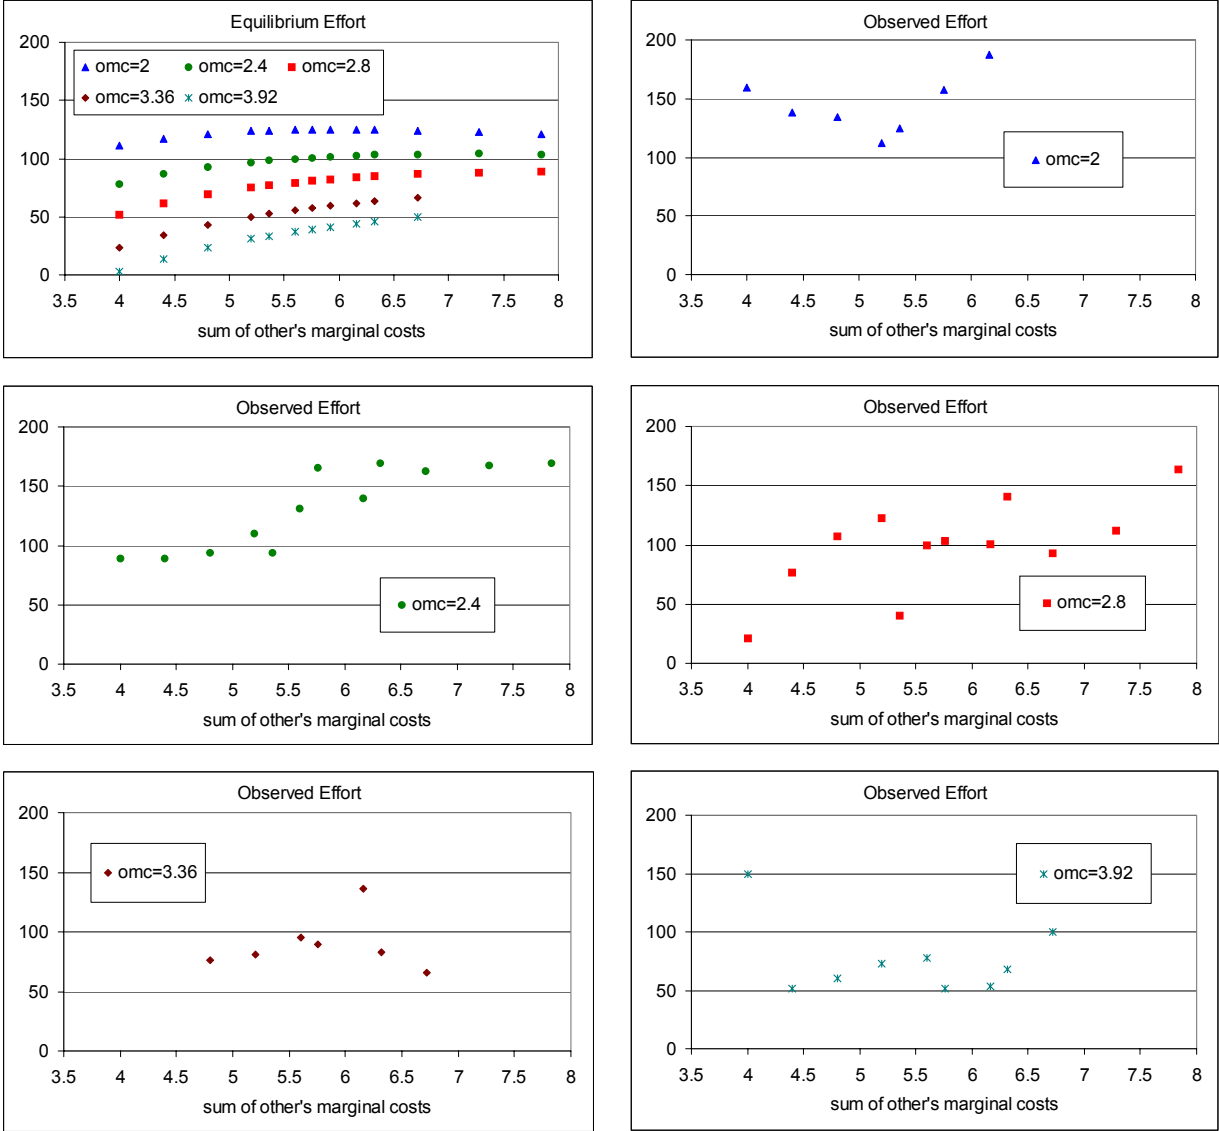 Equilibrium Effort
200
omc=2 omc=2.4 omc=2.8
omc=3.36 omc=3.92
150
100
50
0
3.5 4 4.5 5 5.5 6 6.5 7 7.5 8
sum of other's marginal costs
Observed Effort
200
150
omc=2
100
50
0
3.5 4 4.5 5 5.5 6 6.5 7 7.5 8
sum of other's marginal costs
Observed Effort
200
150
100
50
omc=2.4
0
3.5 4 4.5 5 5.5 6 6.5 7 7.5 8
sum of other's marginal costs
Observed Effort
200
150
100
50
omc=2.8
0
3.5 4 4.5 5 5.5 6 6.5 7 7.5 8
sum of other's marginal costs
Observed Effort
200
150
omc=3.36
100
50
0
3.5 4 4.5 5 5.5 6 6.5 7 7.5 8
sum of other's marginal costs
Observed Effort
200
150
omc=3.92
100
50
0
3.5 4 4.5 5 5.5 6 6.5 7 7.5 8
sum of other's marginal costs